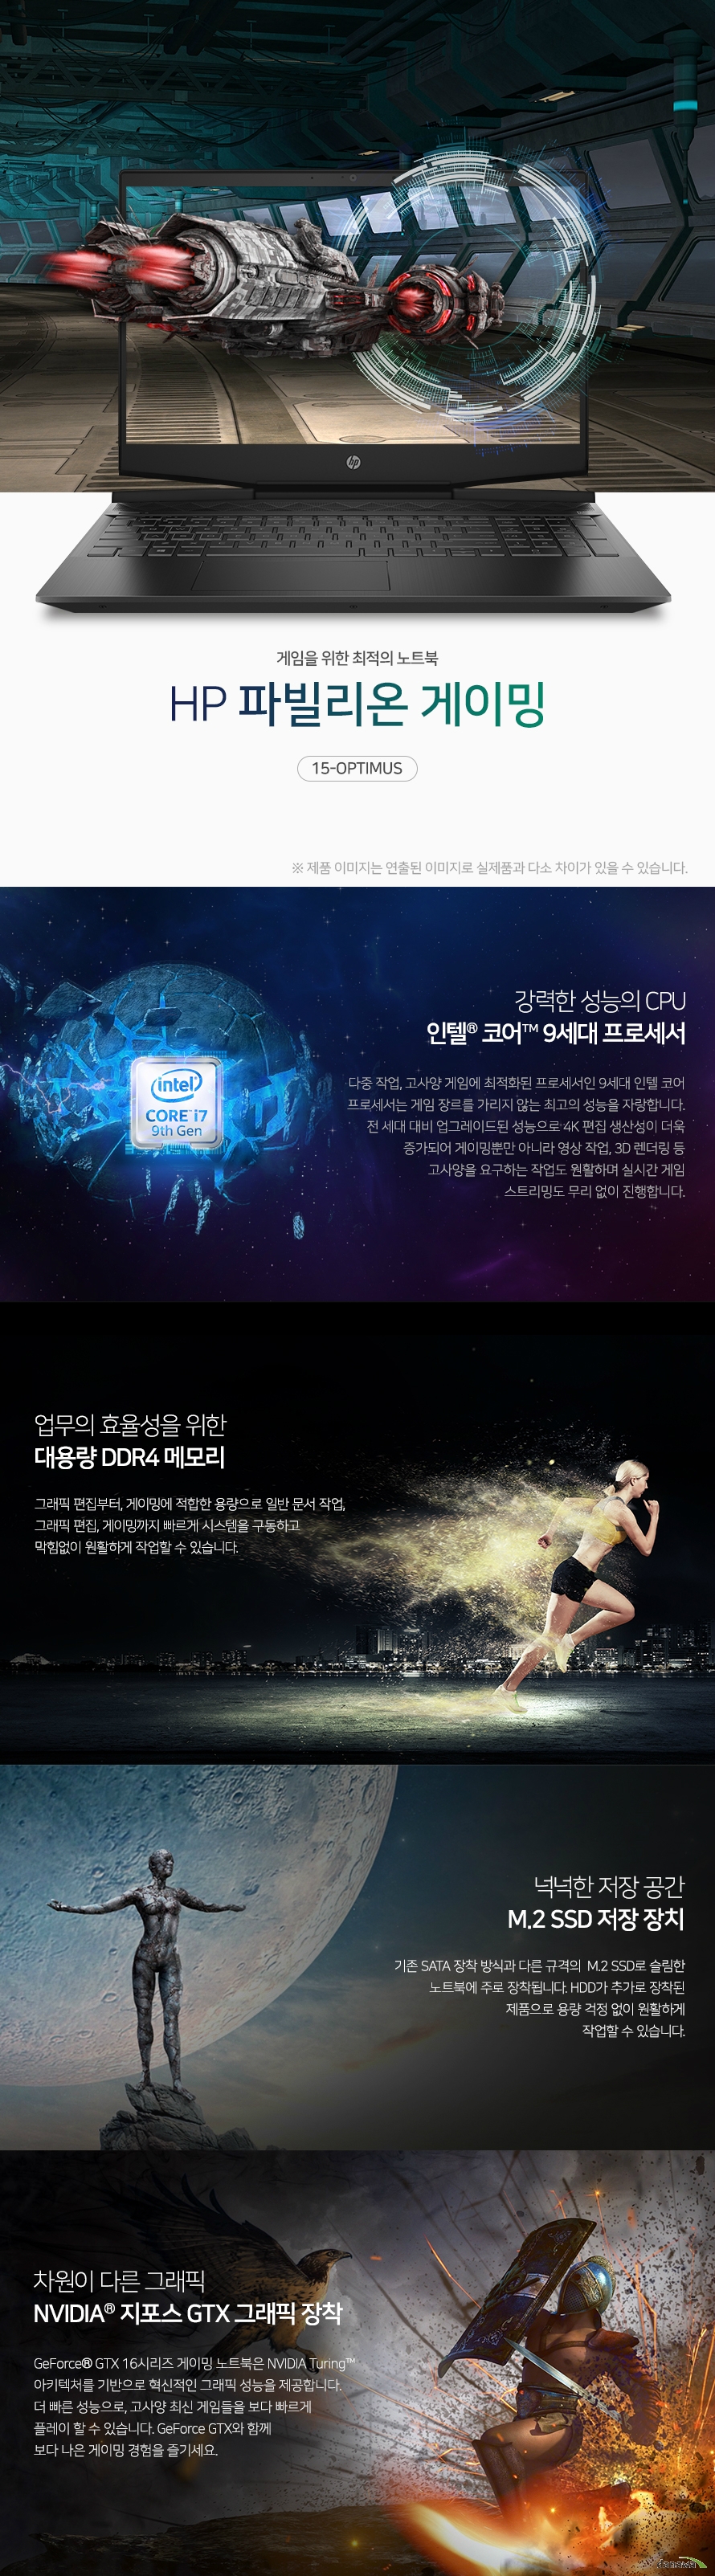 hp
게임을 위한 최적의 노트북
HP 파빌리온 게이밍
15-OPTIMUS
※ 제품 이미지는 연출된 이미지로 실제품과 다소 차이가 있을 수 있습니다.
강력한 성능의 CPU
인텔® 코어™ 9세대 프로세서
intel
CORE™ i7
9th Gen
다중 작업, 고사양 게임에 최적화된 프로세서인 9세대 인텔 코어
프로세서는 게임 장르를 가리지 않는 최고의 성능을 자랑합니다.
전 세대 대비 업그레이드된 성능으로 4K 편집 생산성이 더욱
증가되어 게이밍뿐만 아니라 영상 작업, 3D 렌더링 등
고사양을 요구하는 작업도 원활하며 실시간 게임
스트리밍도 무리 없이 진행합니다.
업무의 효율성을 위한
대용량 DDR4 메모리
그래픽 편집부터, 게이밍에 적합한 용량으로 일반 문서 작업,
그래픽 편집, 게이밍까지 빠르게 시스템을 구동하고
막힘없이 원활하게 작업할 수 있습니다.
넉넉한 저장 공간
M.2 SSD 저장 장치
기존 SATA 장착 방식과 다른 규격의 M.2 SSD로 슬림한
노트북에 주로 장착됩니다. HDD가 추가로 장착된
제품으로 용량 걱정 없이 원활하게
작업할 수 있습니다.
차원이 다른 그래픽
NVIDIA® 지포스 GTX 그래픽 장착
GeForce® GTX 16시리즈 게이밍 노트북은 NVIDIA Turing™
아키텍처를 기반으로 혁신적인 그래픽 성능을 제공합니다.
더 빠른 성능으로, 고사양 최신 게임들을 보다 빠르게
플레이 할 수 있습니다. GeForce GTX와 함께
보다 나은 게이밍 경험을 즐기세요.